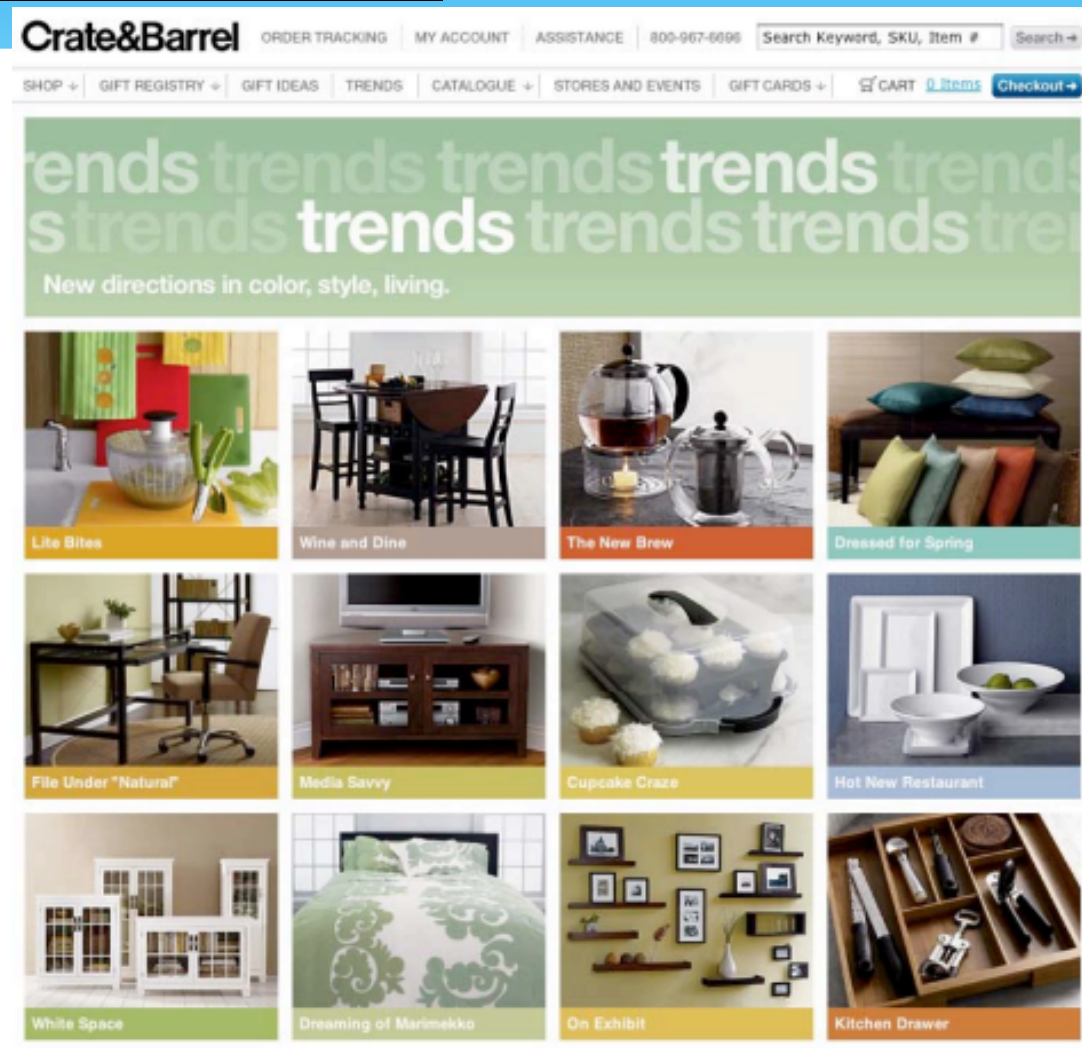 Crate&Barrel ORDER TRACKING MY ACCOUNT ASSISTANCE 800-967-6696 Search Keyword, SKU, Item # Search→
SHOP ↓ GIFT REGISTRY ↓ GIFT IDEAS TRENDS CATALOGUE ↓ STORES AND EVENTS GIFT CARDS ↓ CART 0 Items Checkout→
rends trends trends trends trends
s trends trends trends trends tre
New directions in color, style, living.
Lite Bites Wine and Dine The New Brew Dressed for Spring
File Under "Natural" Media Savvy Cupcake Craze Hot New Restaurant
White Space Dreaming of Marimekko On Exhibit Kitchen Drawer